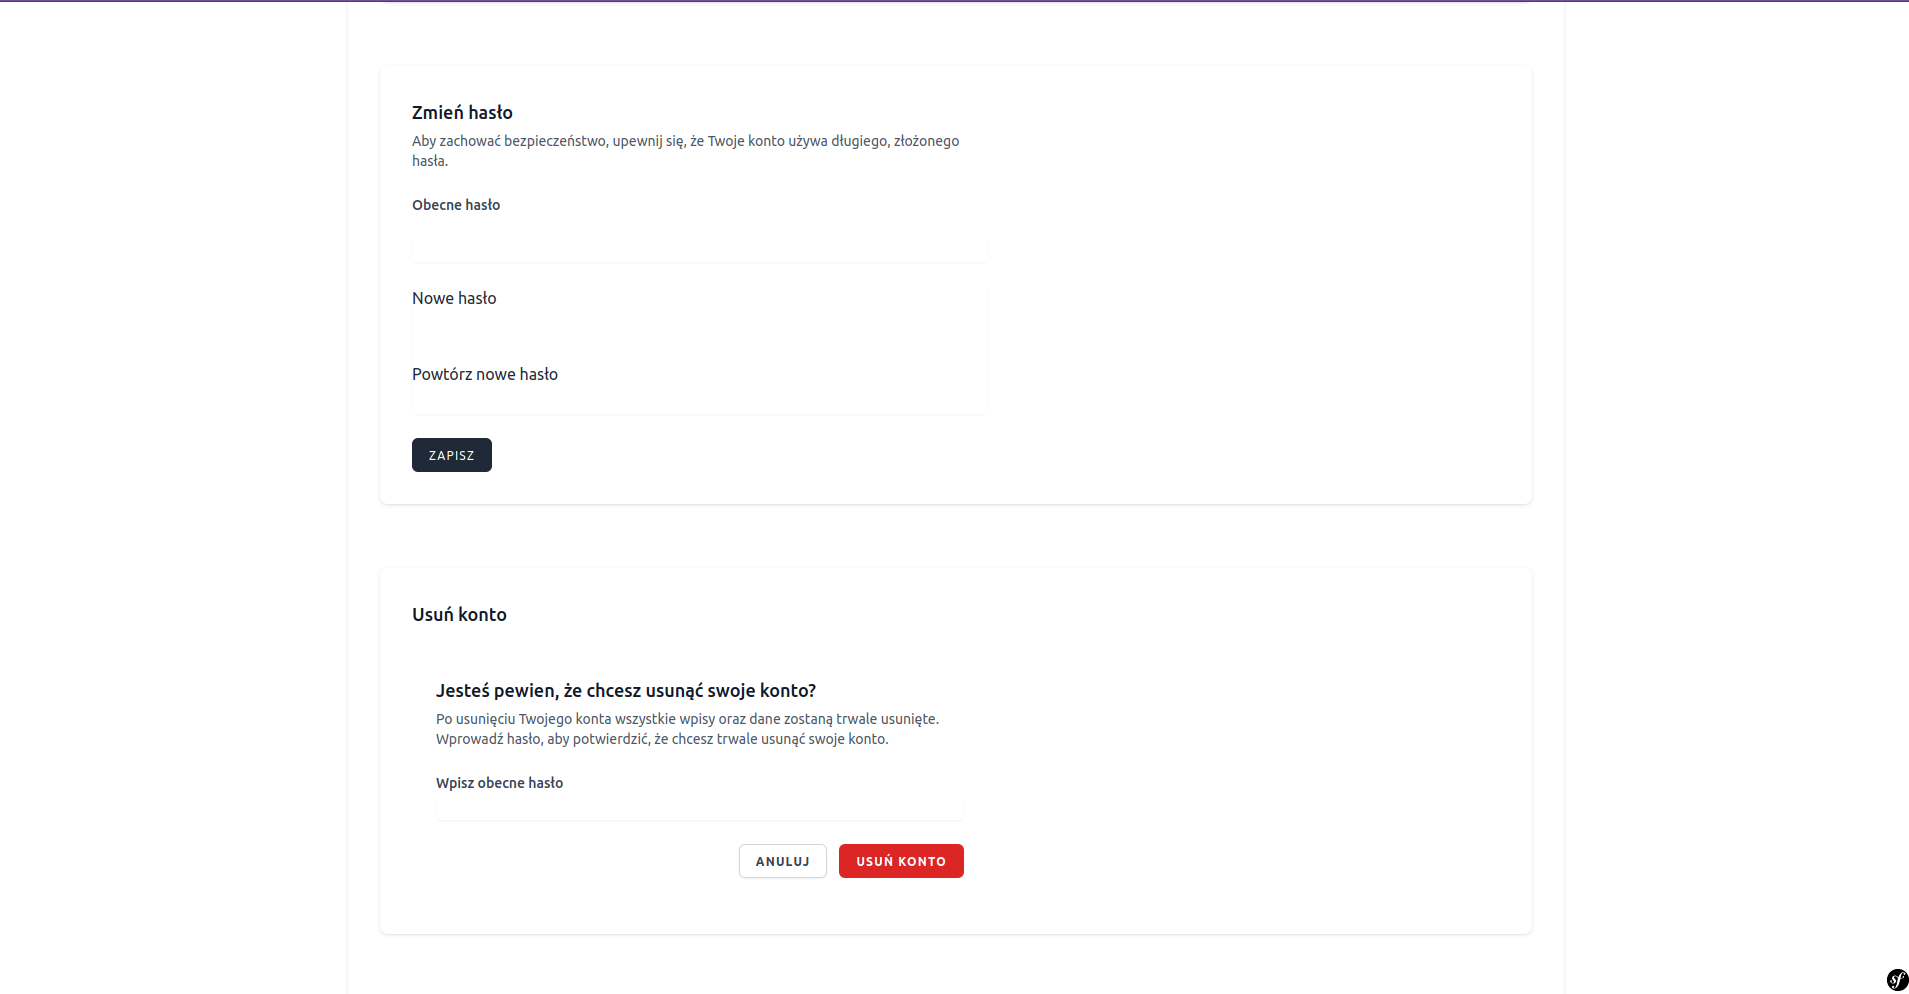 Zmień hasło
Aby zachować bezpieczeństwo, upewnij się, że Twoje konto używa długiego, złożonego
hasła.
Obecne hasło
Nowe hasło
Powtórz nowe hasło
ZAPISZ
Usuń konto
Jesteś pewien, że chcesz usunąć swoje konto?
Po usunięciu Twojego konta wszystkie wpisy oraz dane zostaną trwale usunięte.
Wprowadź hasło, aby potwierdzić, że chcesz trwale usunąć swoje konto.
Wpisz obecne hasło
ANULUJ USUŃ KONTO
sf